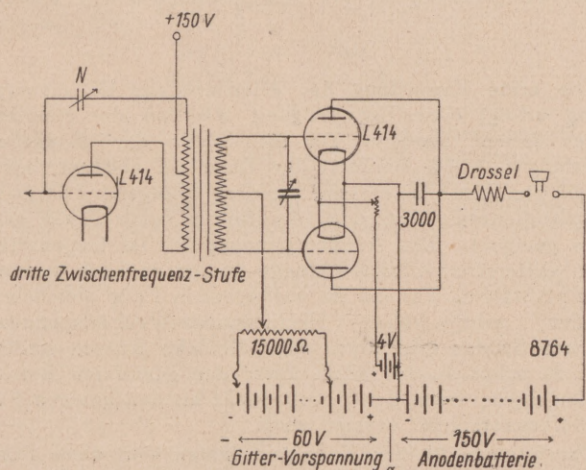 +150 V
N
L414
L414
Drossel
3000
dritte Zwischenfrequenz-Stufe
15000 Ω
4V
8764
- +
- +
- +
60V
150V
Gitter-Vorspannung
Anodenbatterie